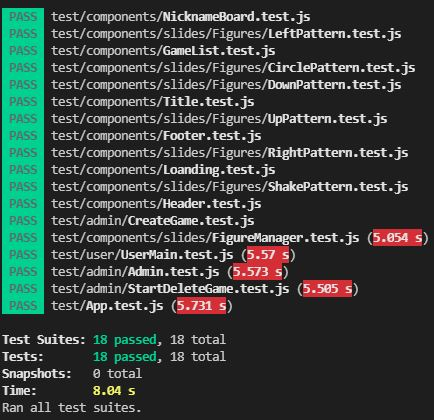 PASS test/components/NicknameBoard.test.js
PASS test/components/slides/Figures/LeftPattern.test.js
PASS test/components/GameList.test.js
PASS test/components/slides/Figures/CirclePattern.test.js
PASS test/components/slides/Figures/DownPattern.test.js
PASS test/components/Title.test.js
PASS test/components/slides/Figures/UpPattern.test.js
PASS test/components/Footer.test.js
PASS test/components/slides/Figures/RightPattern.test.js
PASS test/components/Loanding.test.js
PASS test/components/slides/Figures/ShakePattern.test.js
PASS test/components/Header.test.js
PASS test/admin/CreateGame.test.js
PASS test/components/slides/FigureManager.test.js (5.054 s)
PASS test/user/UserMain.test.js (5.57 s)
PASS test/admin/Admin.test.js (5.573 s)
PASS test/admin/StartDeleteGame.test.js (5.505 s)
PASS test/App.test.js (5.731 s)
Test Suites: 18 passed, 18 total
Tests: 18 passed, 18 total
Snapshots: 0 total
Time: 8.04 s
Ran all test suites.